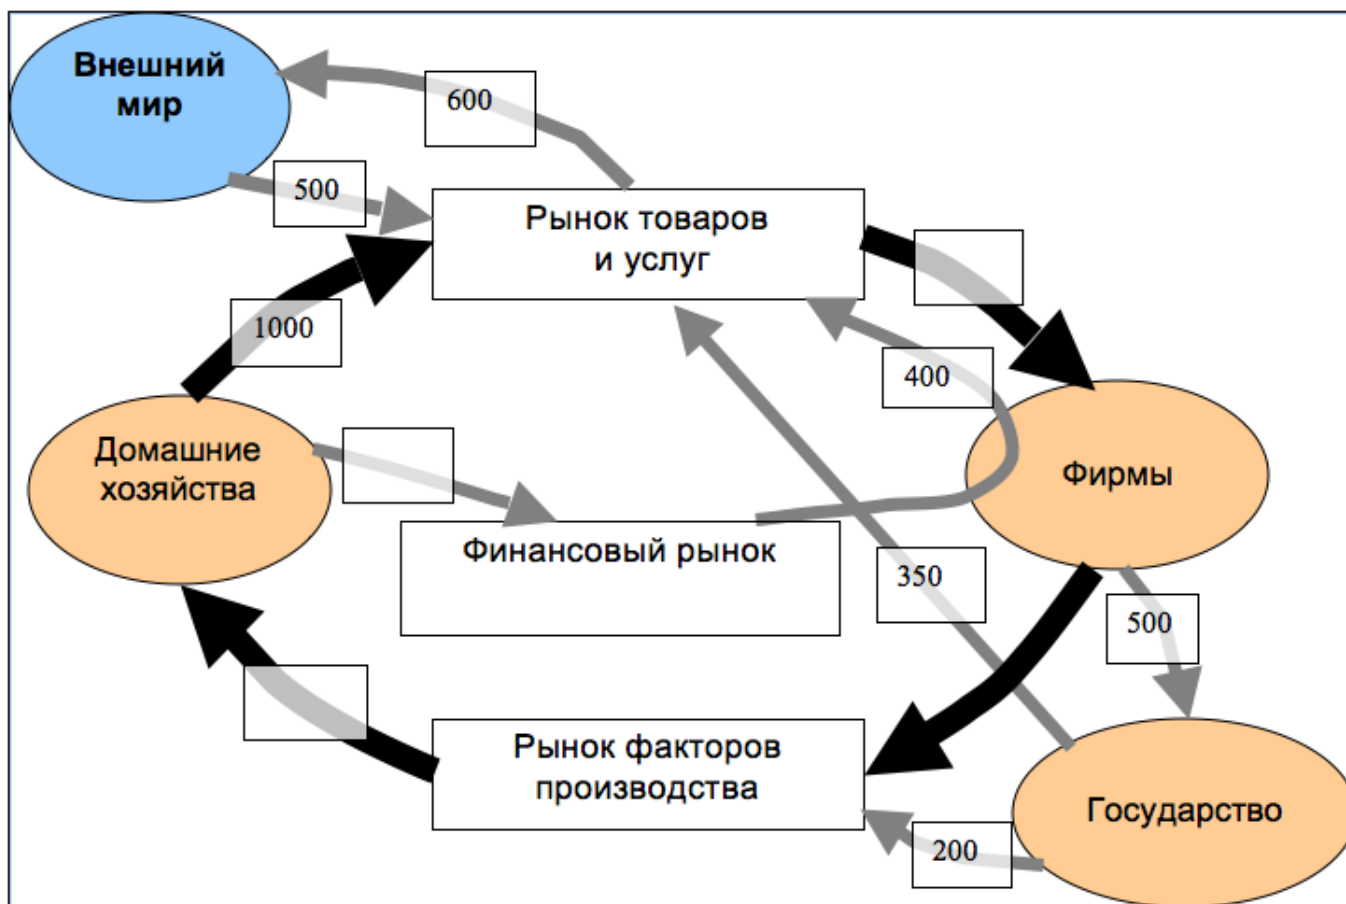 Внешний
мир
600
500
Рынок товаров
и услуг
1000
400
Домашние
хозяйства
Фирмы
Финансовый рынок
350
500
Рынок факторов
производства
Государство
200